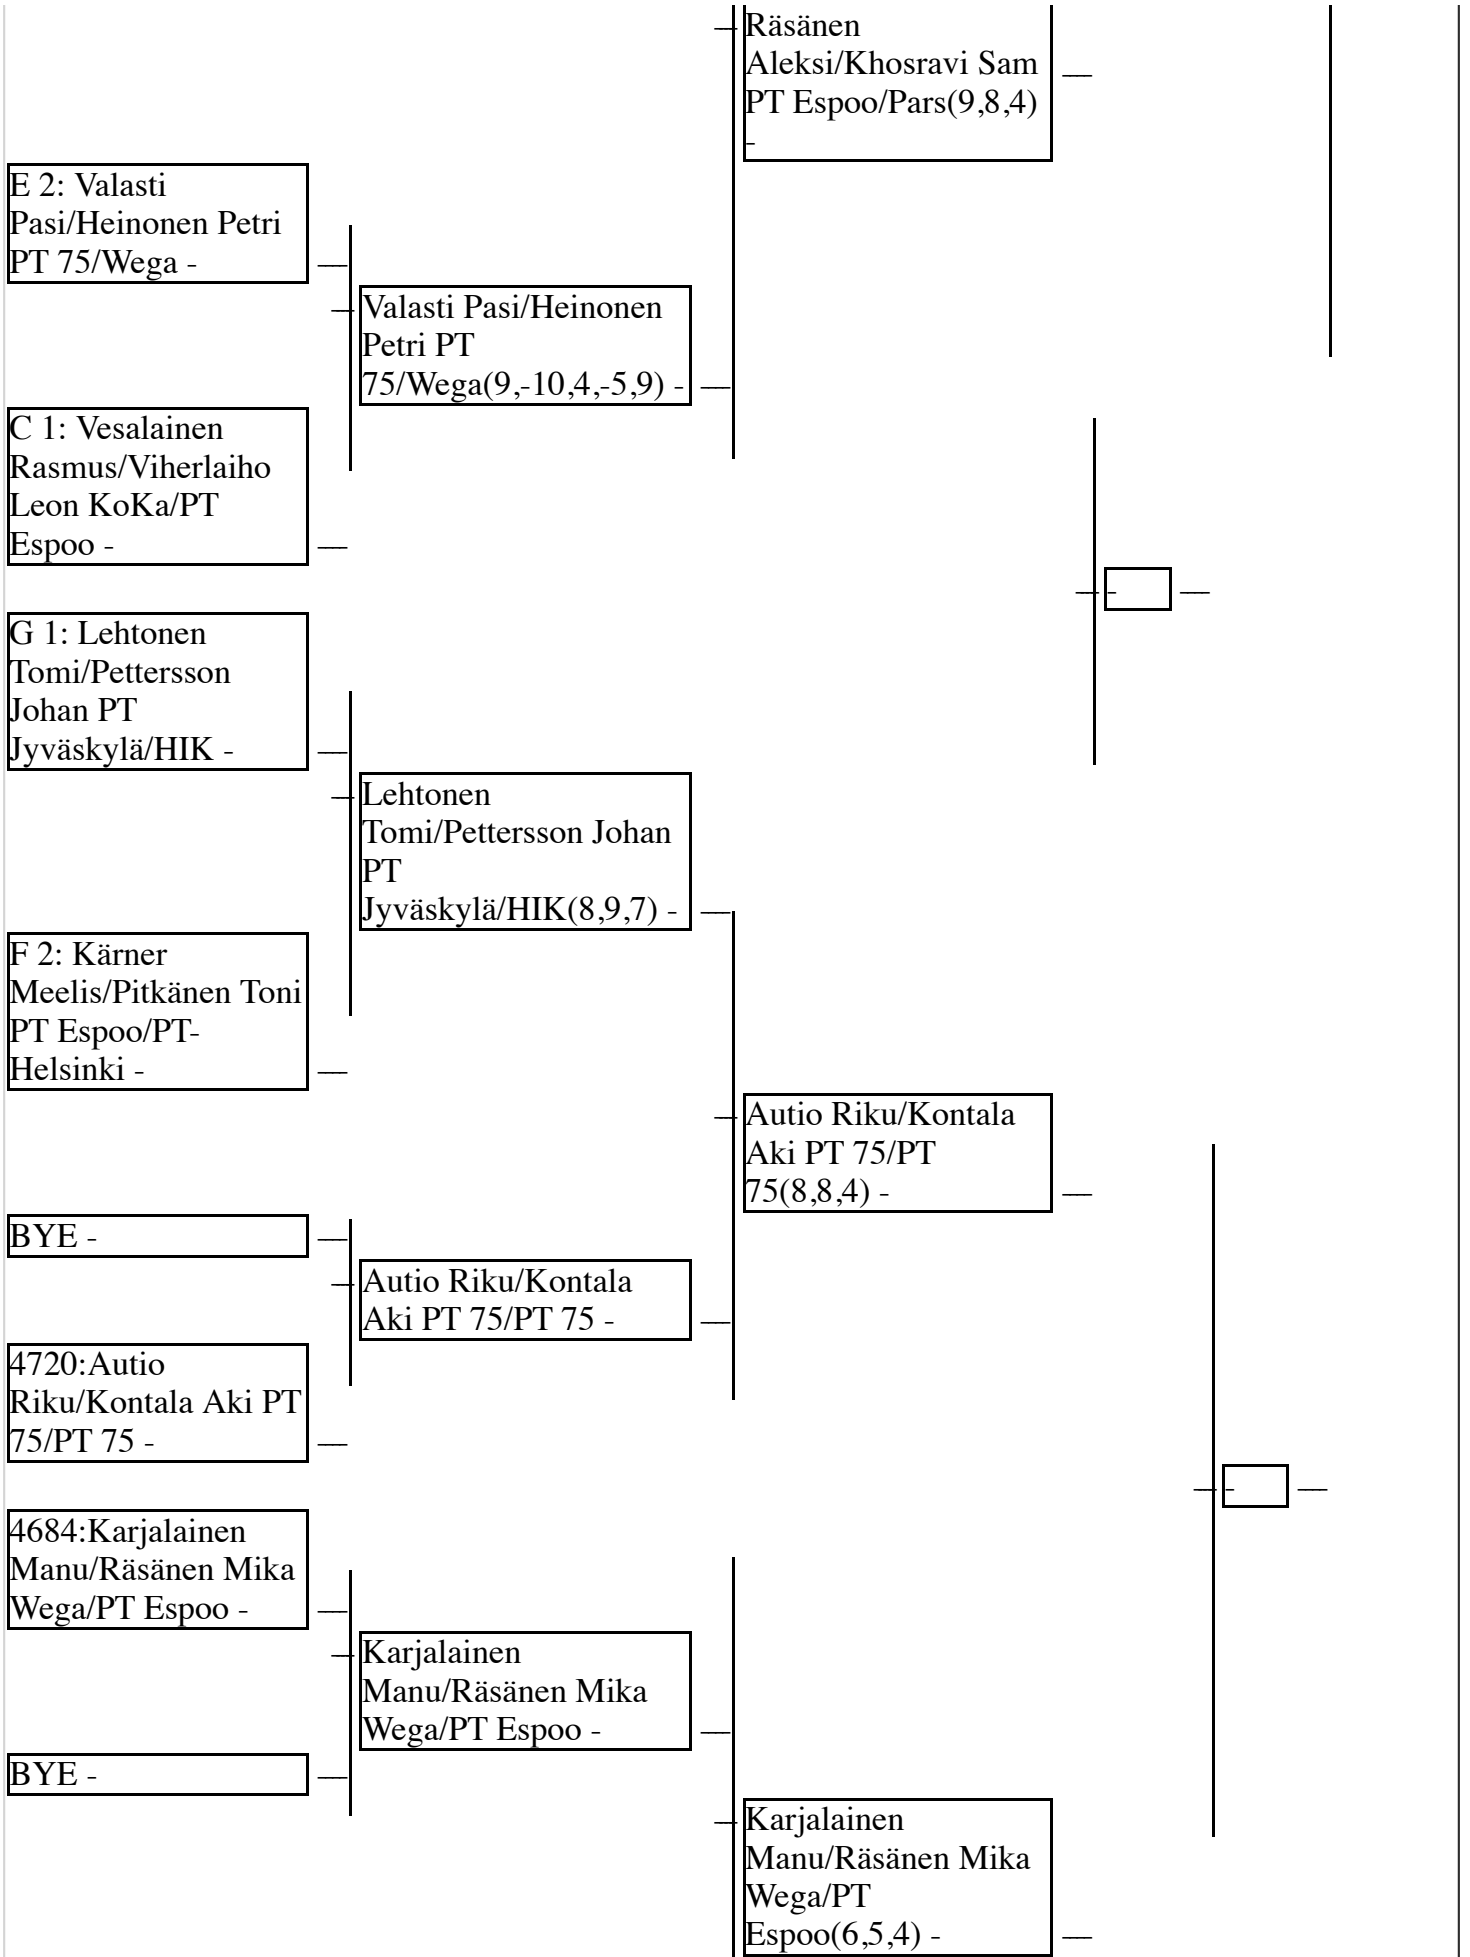 Räsänen
Aleksi/Khosravi Sam
PT Espoo/Pars(9,8,4)
-
E 2: Valasti
Pasi/Heinonen Petri
PT 75/Wega -
Valasti Pasi/Heinonen
Petri PT
75/Wega(9,-10,4,-5,9) -
C 1: Vesalainen
Rasmus/Viherlaiho
Leon KoKa/PT
Espoo -
-
G 1: Lehtonen
Tomi/Pettersson
Johan PT
Jyväskylä/HIK -
Lehtonen
Tomi/Pettersson Johan
PT
Jyväskylä/HIK(8,9,7) -
F 2: Kärner
Meelis/Pitkänen Toni
PT Espoo/PT-
Helsinki -
Autio Riku/Kontala
Aki PT 75/PT
75(8,8,4) -
BYE -
Autio Riku/Kontala
Aki PT 75/PT 75 -
4720:Autio
Riku/Kontala Aki PT
75/PT 75 -
-
4684:Karjalainen
Manu/Räsänen Mika
Wega/PT Espoo -
Karjalainen
Manu/Räsänen Mika
Wega/PT Espoo -
BYE -
Karjalainen
Manu/Räsänen Mika
Wega/PT
Espoo(6,5,4) -